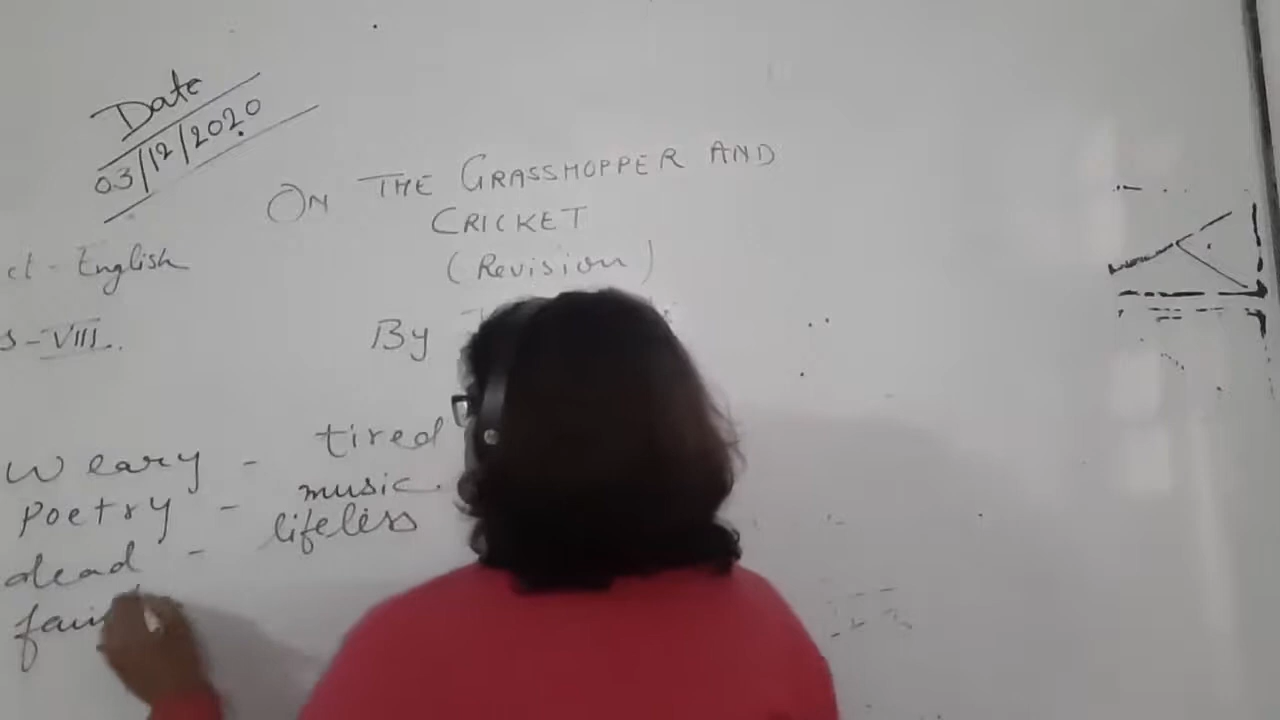 Date
03/12/2020
ON THE GRASSHOPPER AND
CRICKET
(Revision)
ct - English
s - VIII.
By
Weary - tired
Poetry - music.
dead - lifeless